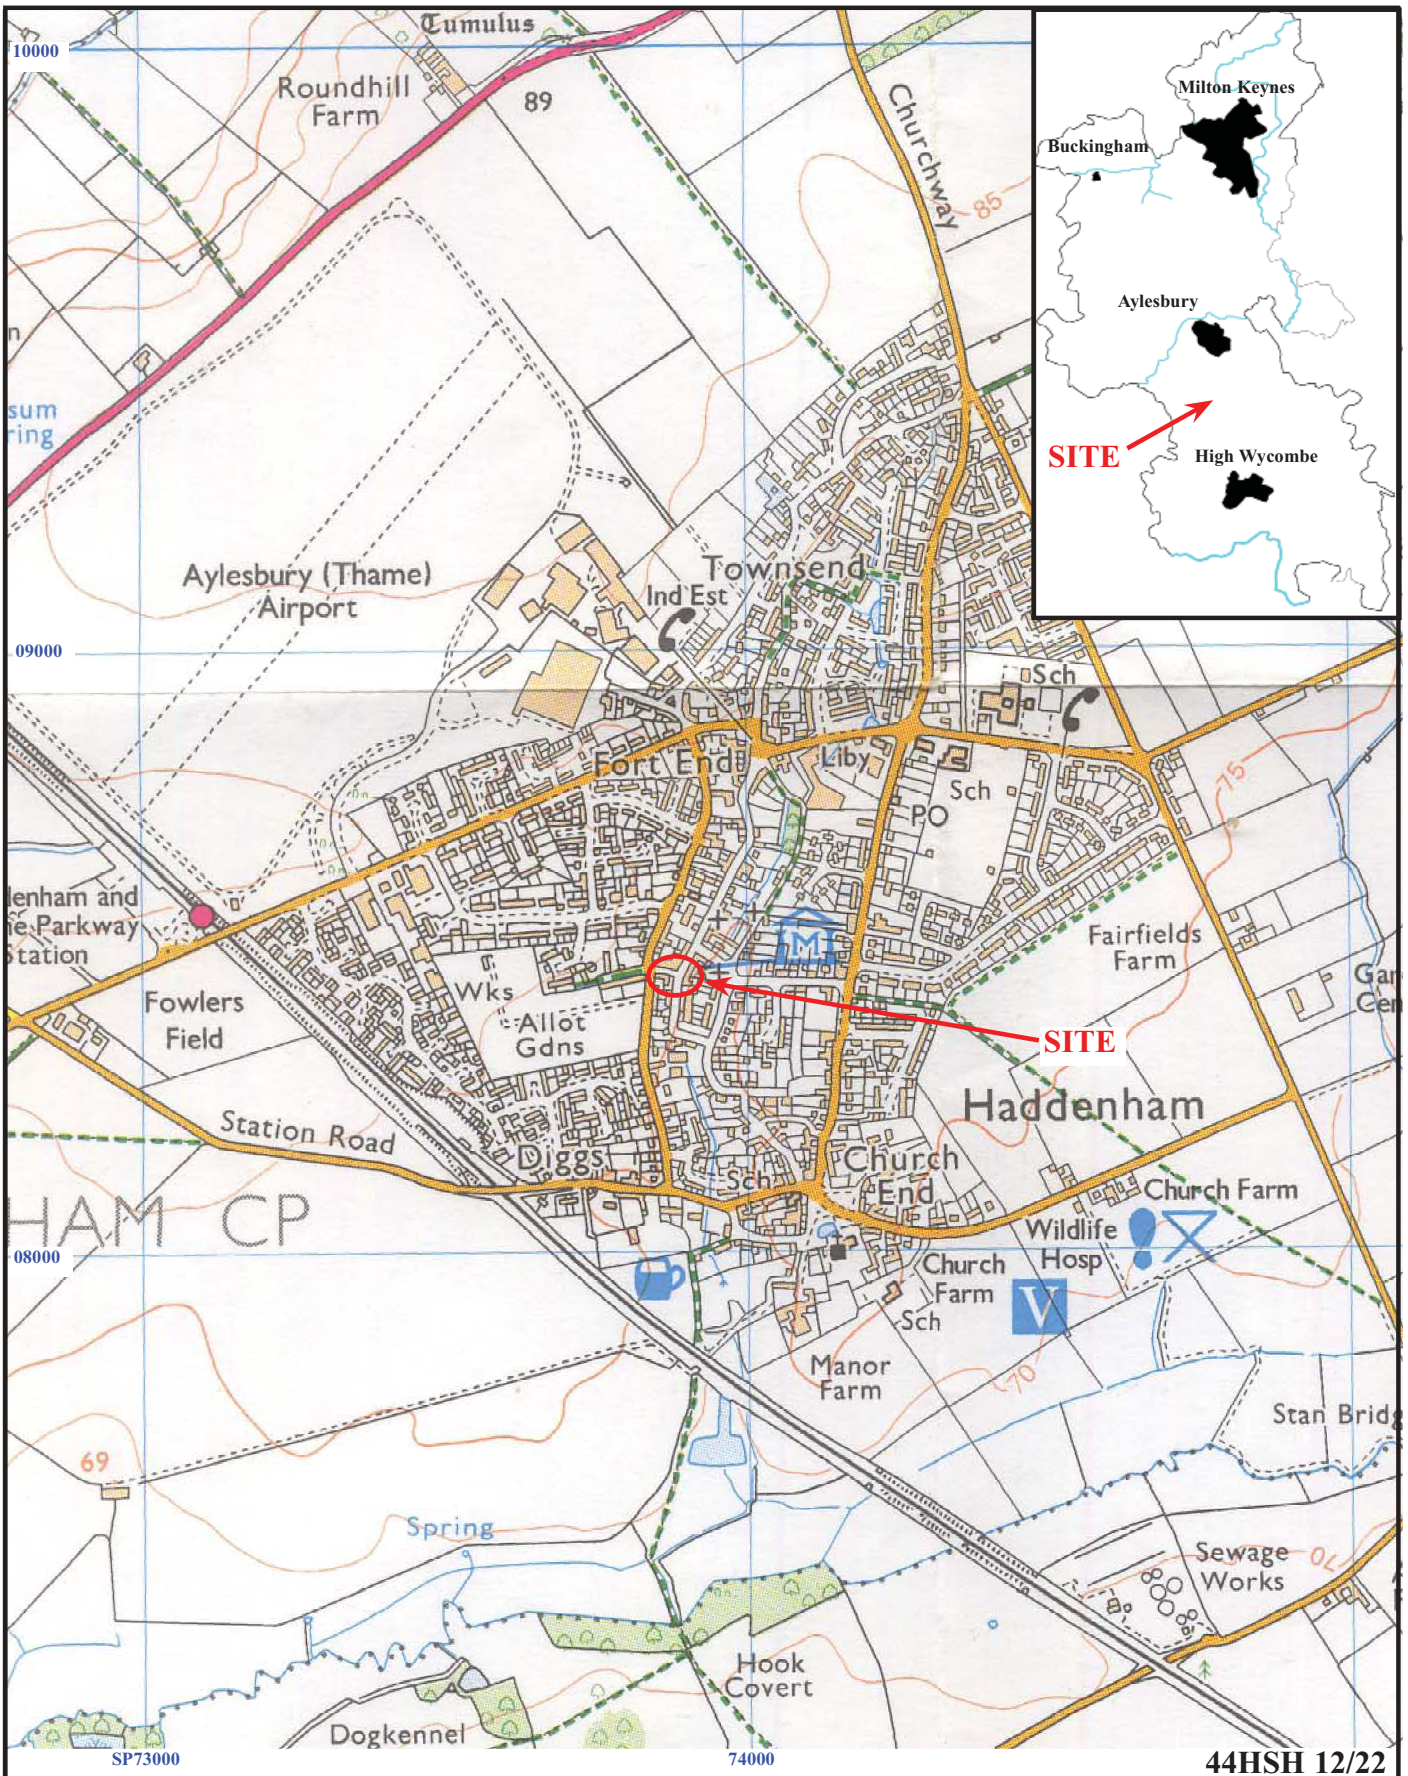 10000
Tumulus
Roundhill
Farm
89
Churchway
85
Milton Keynes
Buckingham
Aylesbury
SITE
High Wycombe
sum
ring
Aylesbury (Thame)
Airport
Townsend
Ind Est
09000
Sch
Fort End
Liby
Sch
PO
75
lenham and
Parkway
Station
M
Fairfields
Farm
Wks
Fowlers
Field
Allot
Gdns
SITE
Haddenham
Station Road
Diggs
Sch
Church
End
Church Farm
HAM CP
Wildlife
Hosp
08000
Church
Farm
V
Sch
Manor
Farm
70
Stan Bridg
69
Spring
Sewage
Works
70
Hook
Covert
Dogkennel
SP73000
74000
44HSH 12/22